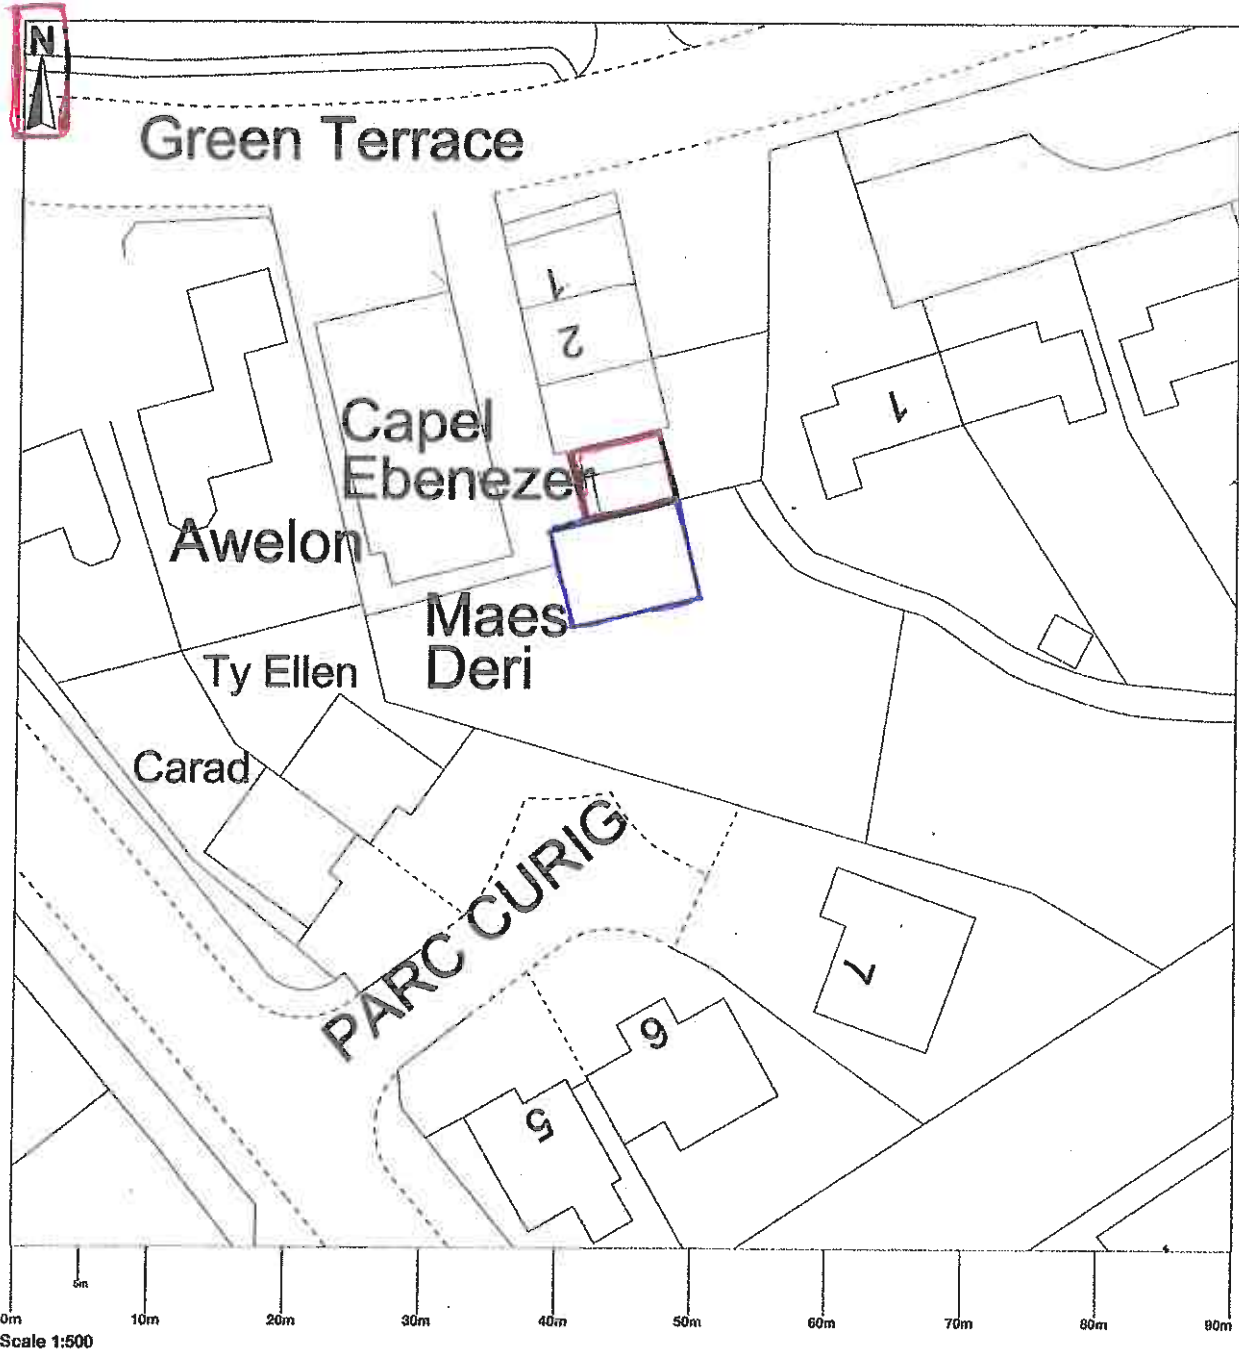 N
Green Terrace
1
2
1
Capel
Ebenezer
Awelon
Maes
Deri
Ty Ellen
Carad
PARC CURIG
7
6
5
0m 5m 10m 20m 30m 40m 50m 60m 70m 80m 90m
Scale 1:500